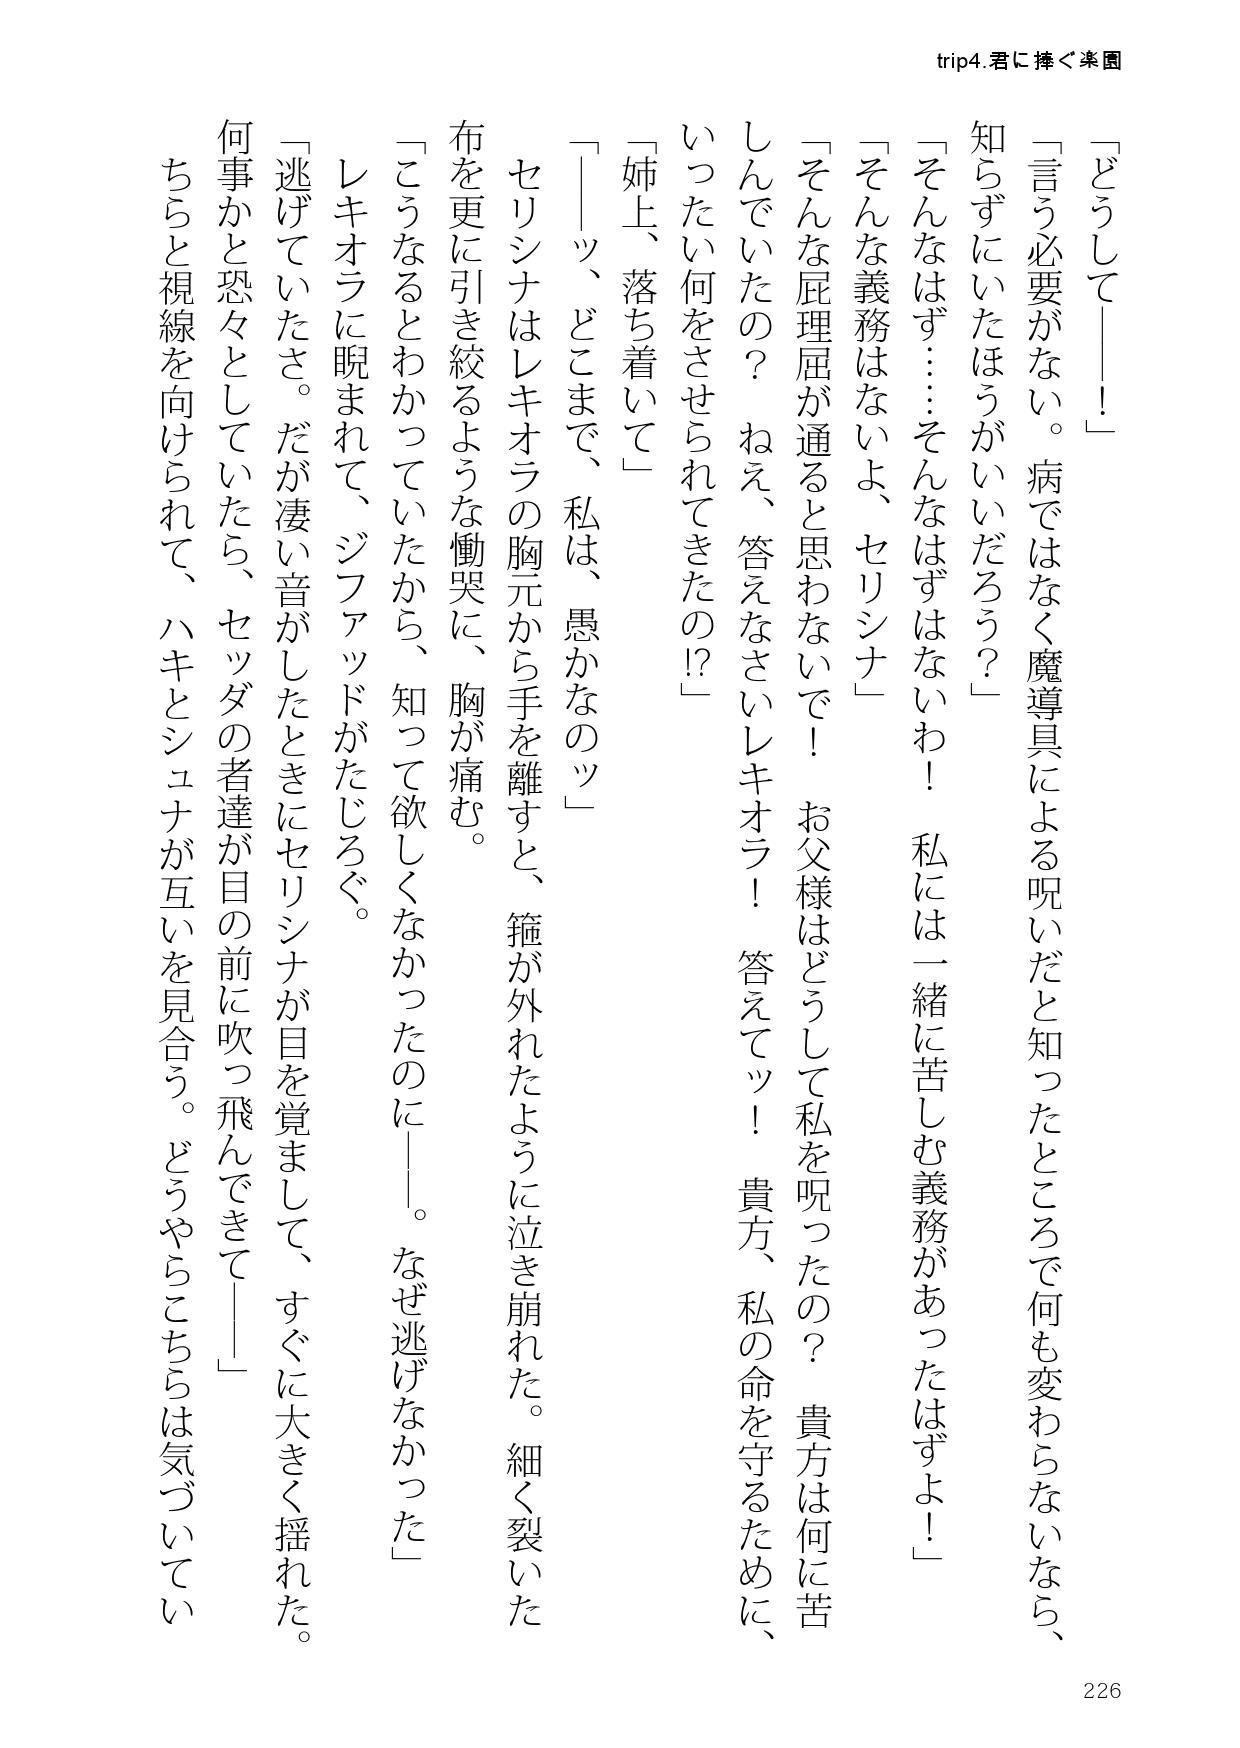 trip4.君に捧ぐ楽園
「どうして――！」
「言う必要がない。病ではなく魔導具による呪いだと知ったところで何も変わらないなら、
知らずにいたほうがいいだろう？」
「そんなはず……そんなはずはないわ！　私には一緒に苦しむ義務があったはずよ！」
「そんな義務はないよ、セリシナ」
「そんな屁理屈が通ると思わないで！　お父様はどうして私を呪ったの？　貴方は何に苦
しんでいたの？　ねえ、答えなさいレキオラ！　答えてッ！　貴方、私の命を守るために、
いったい何をさせられてきたの!?」
「姉上、落ち着いて」
「――ッ、どこまで、私は、愚かなのッ」
　セリシナはレキオラの胸元から手を離すと、箍が外れたように泣き崩れた。細く裂いた
布を更に引き絞るような慟哭に、胸が痛む。
「こうなるとわかっていたから、知って欲しくなかったのに――。なぜ逃げなかった」
　レキオラに睨まれて、ジファッドがたじろぐ。
「逃げていたさ。だが凄い音がしたときにセリシナが目を覚まして、すぐに大きく揺れた。
何事かと恐々としていたら、セッダの者達が目の前に吹っ飛んできて――」
　ちらと視線を向けられて、ハキとシュナが互いを見合う。どうやらこちらは気づいてい
226